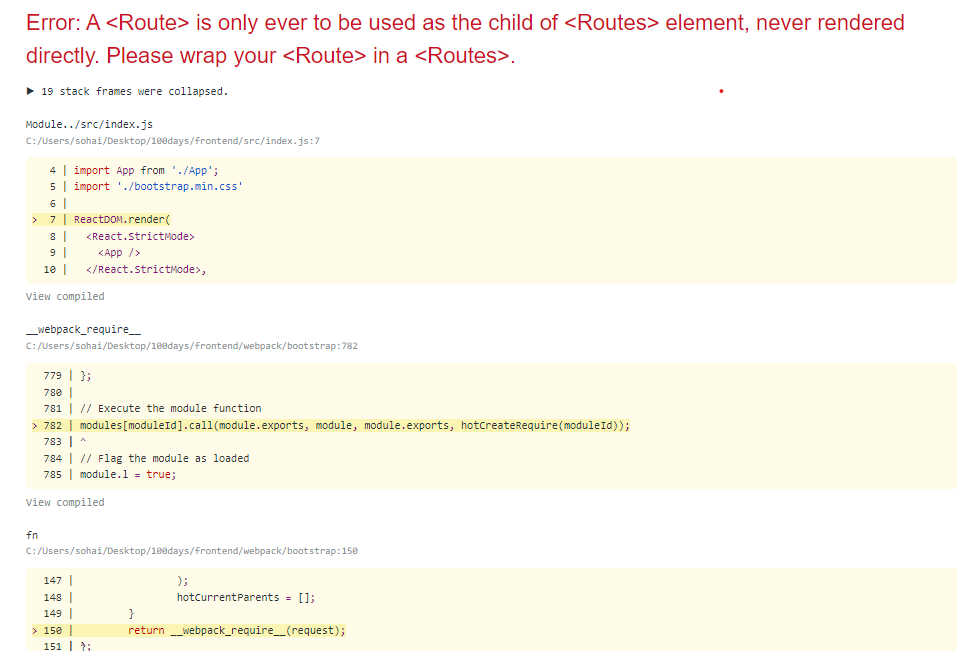 Error: A <Route> is only ever to be used as the child of <Routes> element, never rendered
directly. Please wrap your <Route> in a <Routes>.
▶ 19 stack frames were collapsed.
Module../src/index.js
C:/Users/sohai/Desktop/100days/frontend/src/index.js:7
4 | import App from './App';
5 | import './bootstrap.min.css'
6 |
> 7 | ReactDOM.render(
8 |   <React.StrictMode>
9 |     <App />
10 |   </React.StrictMode>,
View compiled
__webpack_require__
C:/Users/sohai/Desktop/100days/frontend/webpack/bootstrap:782
779 | };
780 |
781 | // Execute the module function
> 782 | modules[moduleId].call(module.exports, module, module.exports, hotCreateRequire(moduleId));
783 | ^
784 | // Flag the module as loaded
785 | module.l = true;
View compiled
fn
C:/Users/sohai/Desktop/100days/frontend/webpack/bootstrap:150
147 | 		);
148 | 		hotCurrentParents = [];
149 | 	}
> 150 | 	return __webpack_require__(request);
151 | };